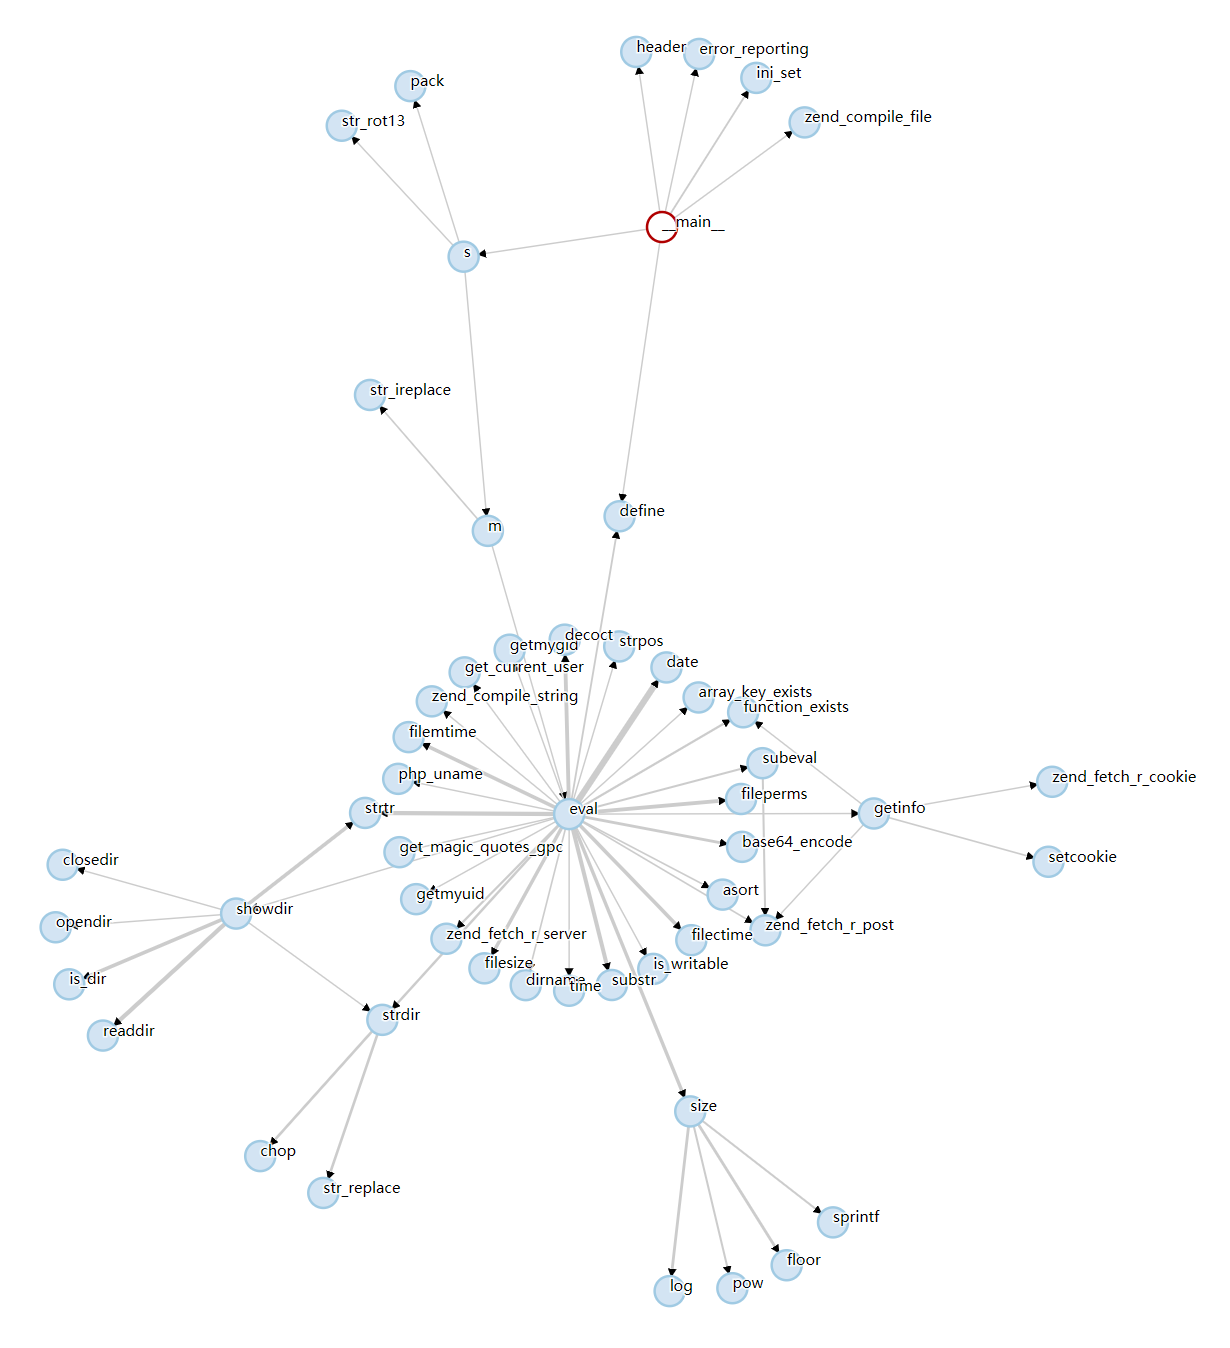 header
error_reporting
ini_set
pack
zend_compile_file
str_rot13
__main__
s
str_ireplace
define
m
decoct
strpos
getmygid
date
get_current_user
array_key_exists
zend_compile_string
function_exists
filemtime
subeval
php_uname
zend_fetch_r_cookie
fileperms
strtr
eval
getinfo
base64_encode
get_magic_quotes_gpc
setcookie
closedir
asort
getmyuid
showdir
opendir
zend_fetch_r_post
zend_fetch_r_server
filectime
filesize
is_writable
is_dir
dirname
time
substr
strdir
readdir
size
chop
str_replace
sprintf
floor
log
pow